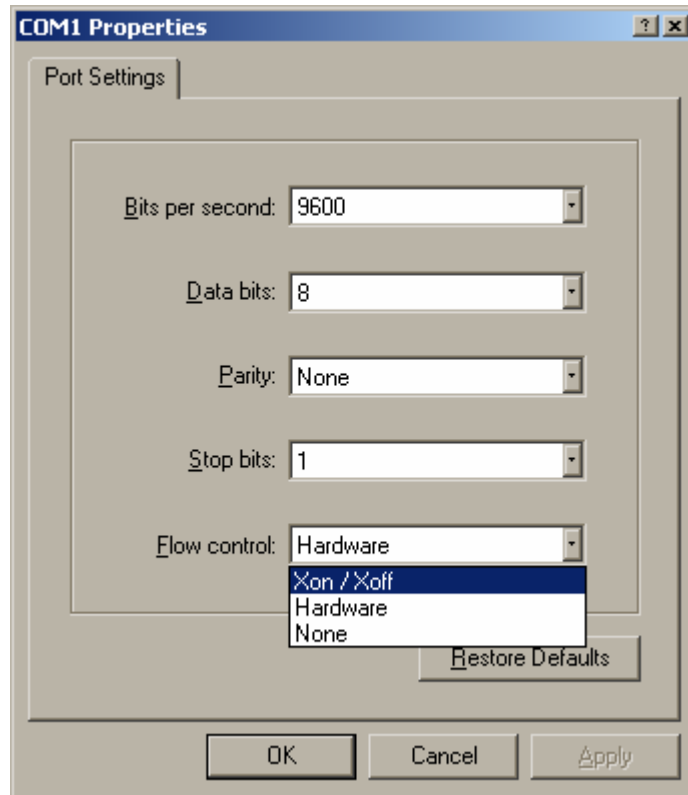 COM1 Properties
Port Settings
Bits per second: 9600
Data bits: 8
Parity: None
Stop bits: 1
Flow control: Hardware
Xon / Xoff
Hardware
None
Restore Defaults
OK Cancel Apply